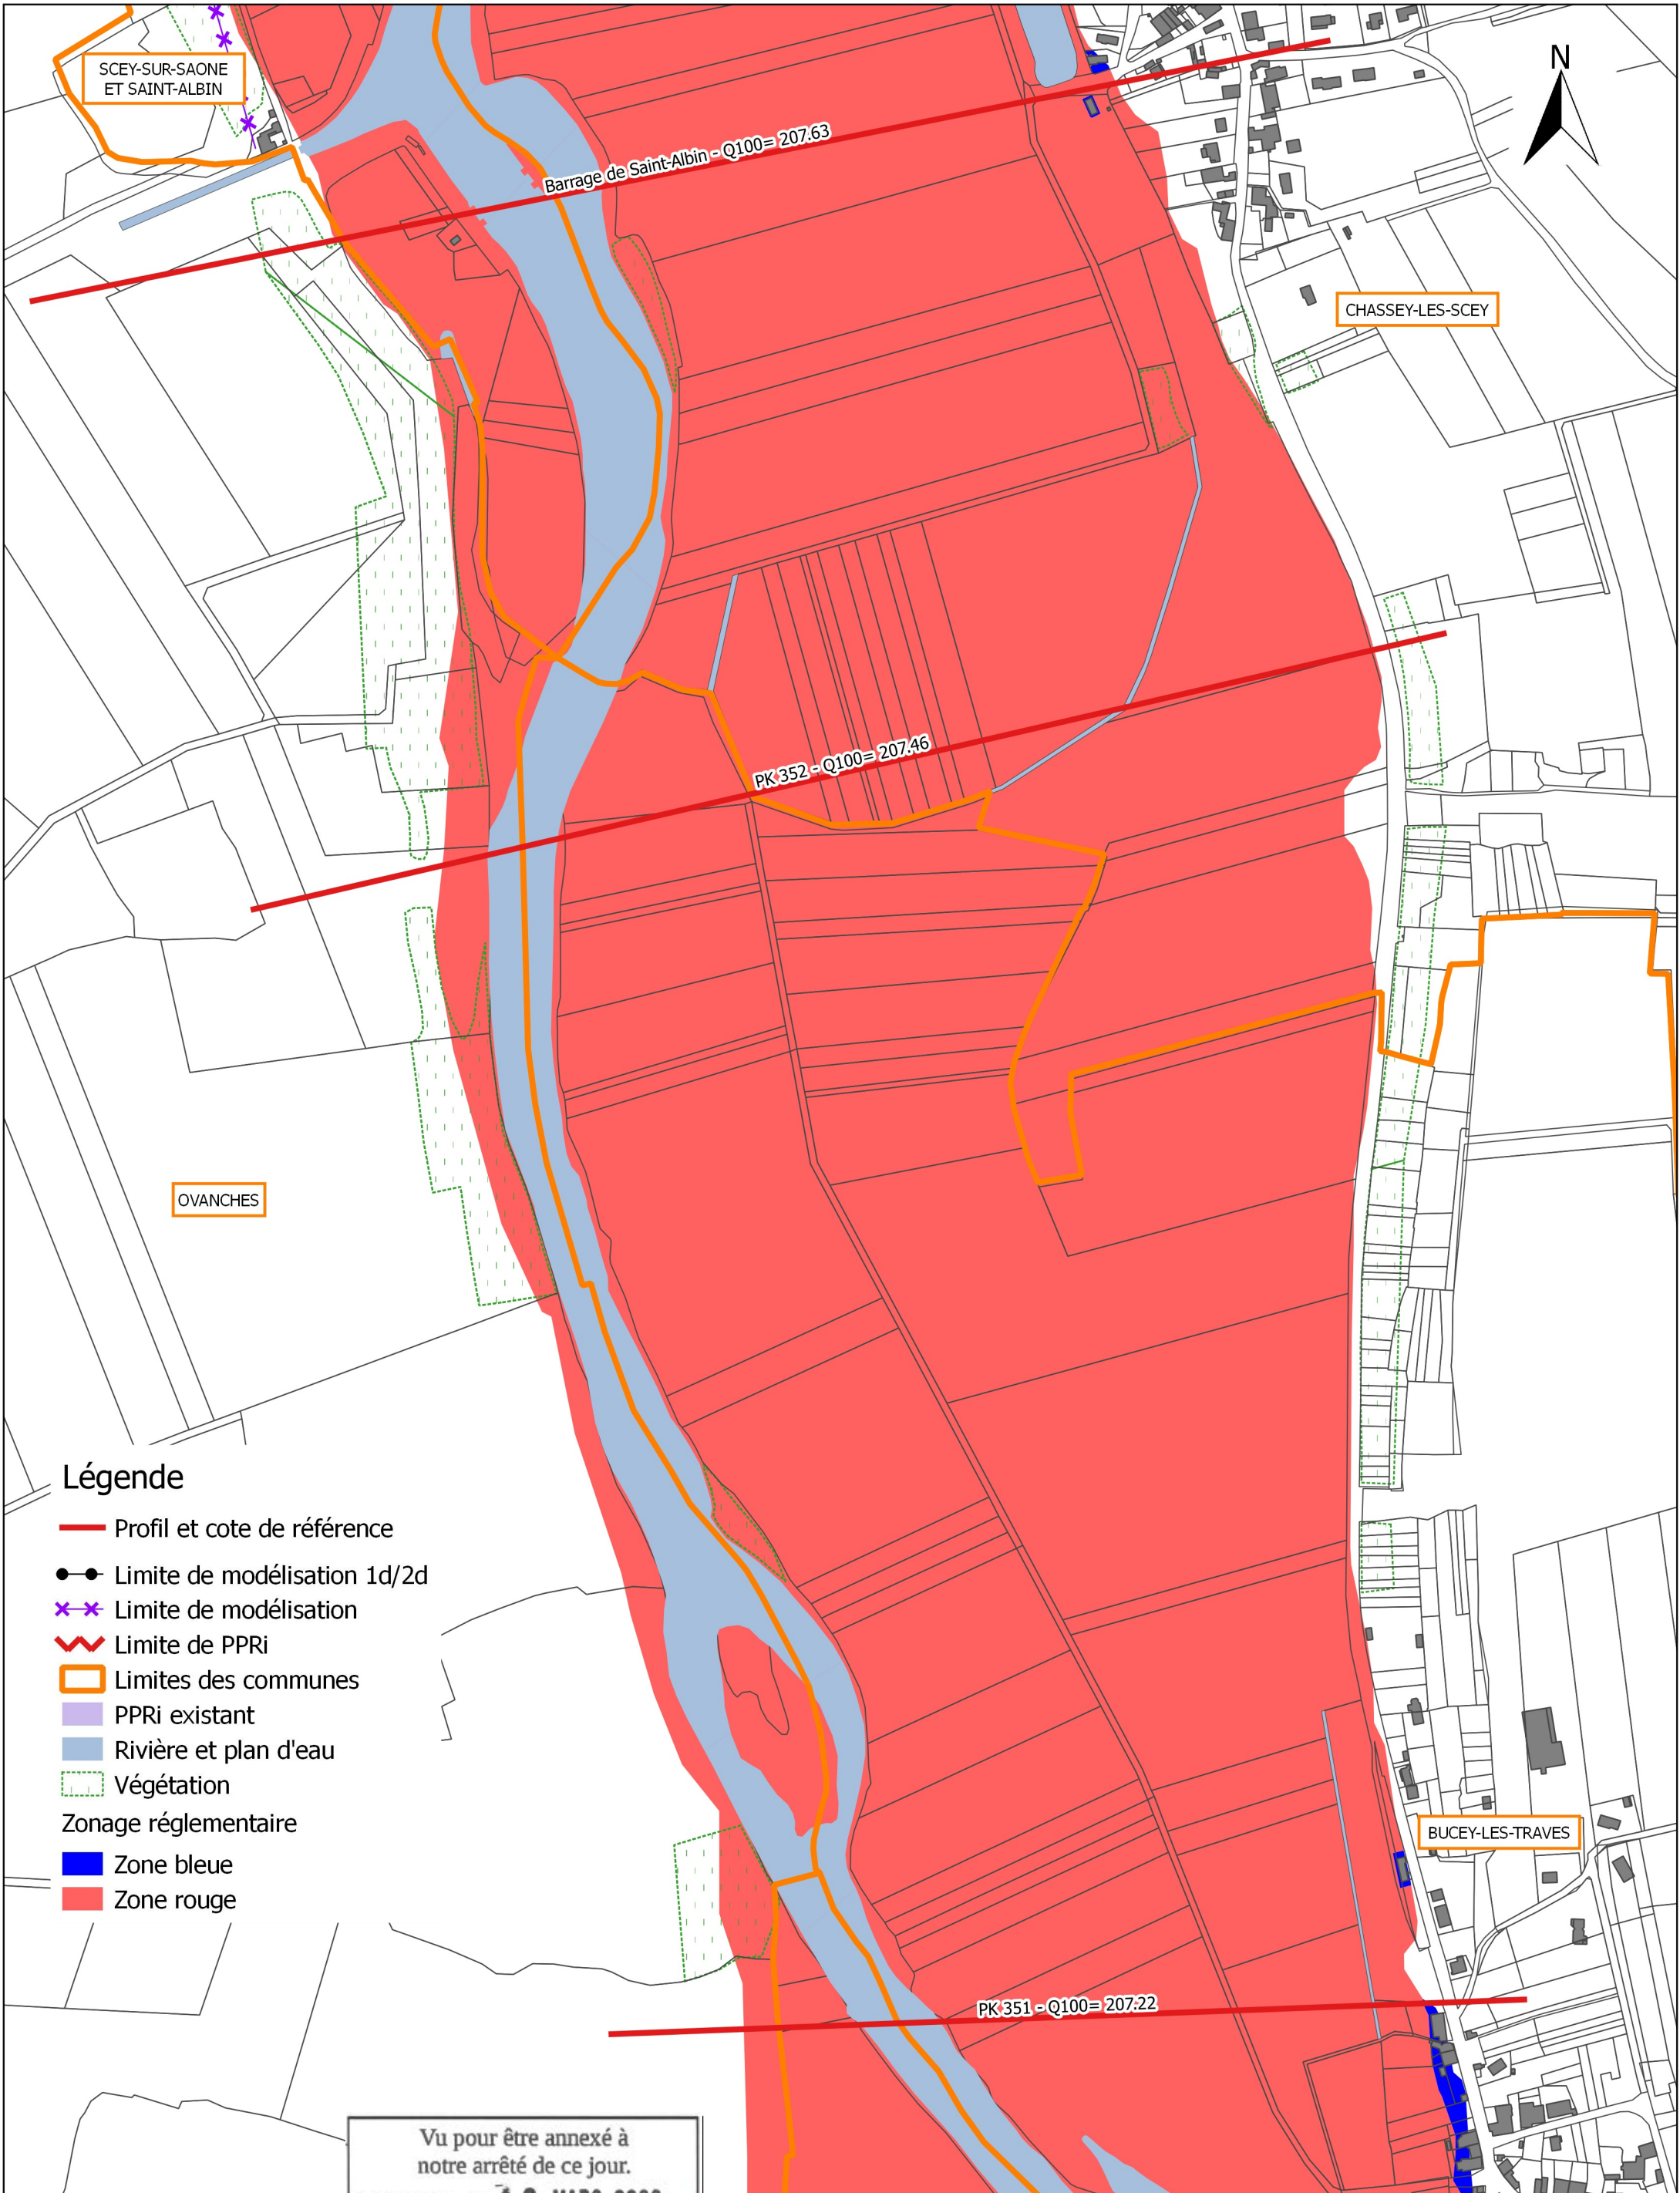 SCEY-SUR-SAONE
ET SAINT-ALBIN
N
Barrage de Saint-Albin - Q100= 207.63
CHASSEY-LES-SCEY
PK 352 - Q100= 207.46
OVANCHES
Légende
Profil et cote de référence
Limite de modélisation 1d/2d
Limite de modélisation
Limite de PPRi
Limites des communes
PPRi existant
Rivière et plan d'eau
Végétation
Zonage réglementaire
Zone bleue
Zone rouge
BUCEY-LES-TRAVES
PK 351 - Q100= 207.22
Vu pour être annexé à
notre arrêté de ce jour.